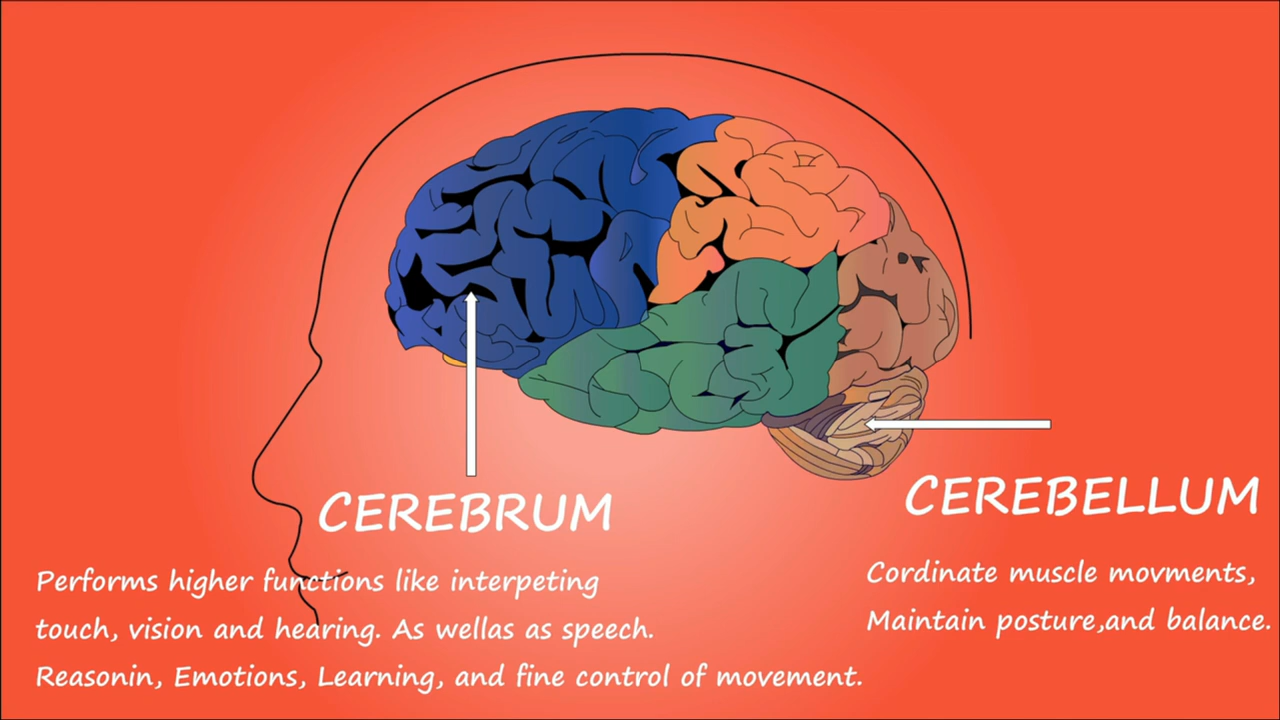 CEREBRUM
Performs higher functions like interpeting
touch, vision and hearing. As wellas as speech.
Reasonin, Emotions, Learning, and fine control of movement.
CEREBELLUM
Cordinate muscle movments,
Maintain posture,and balance.